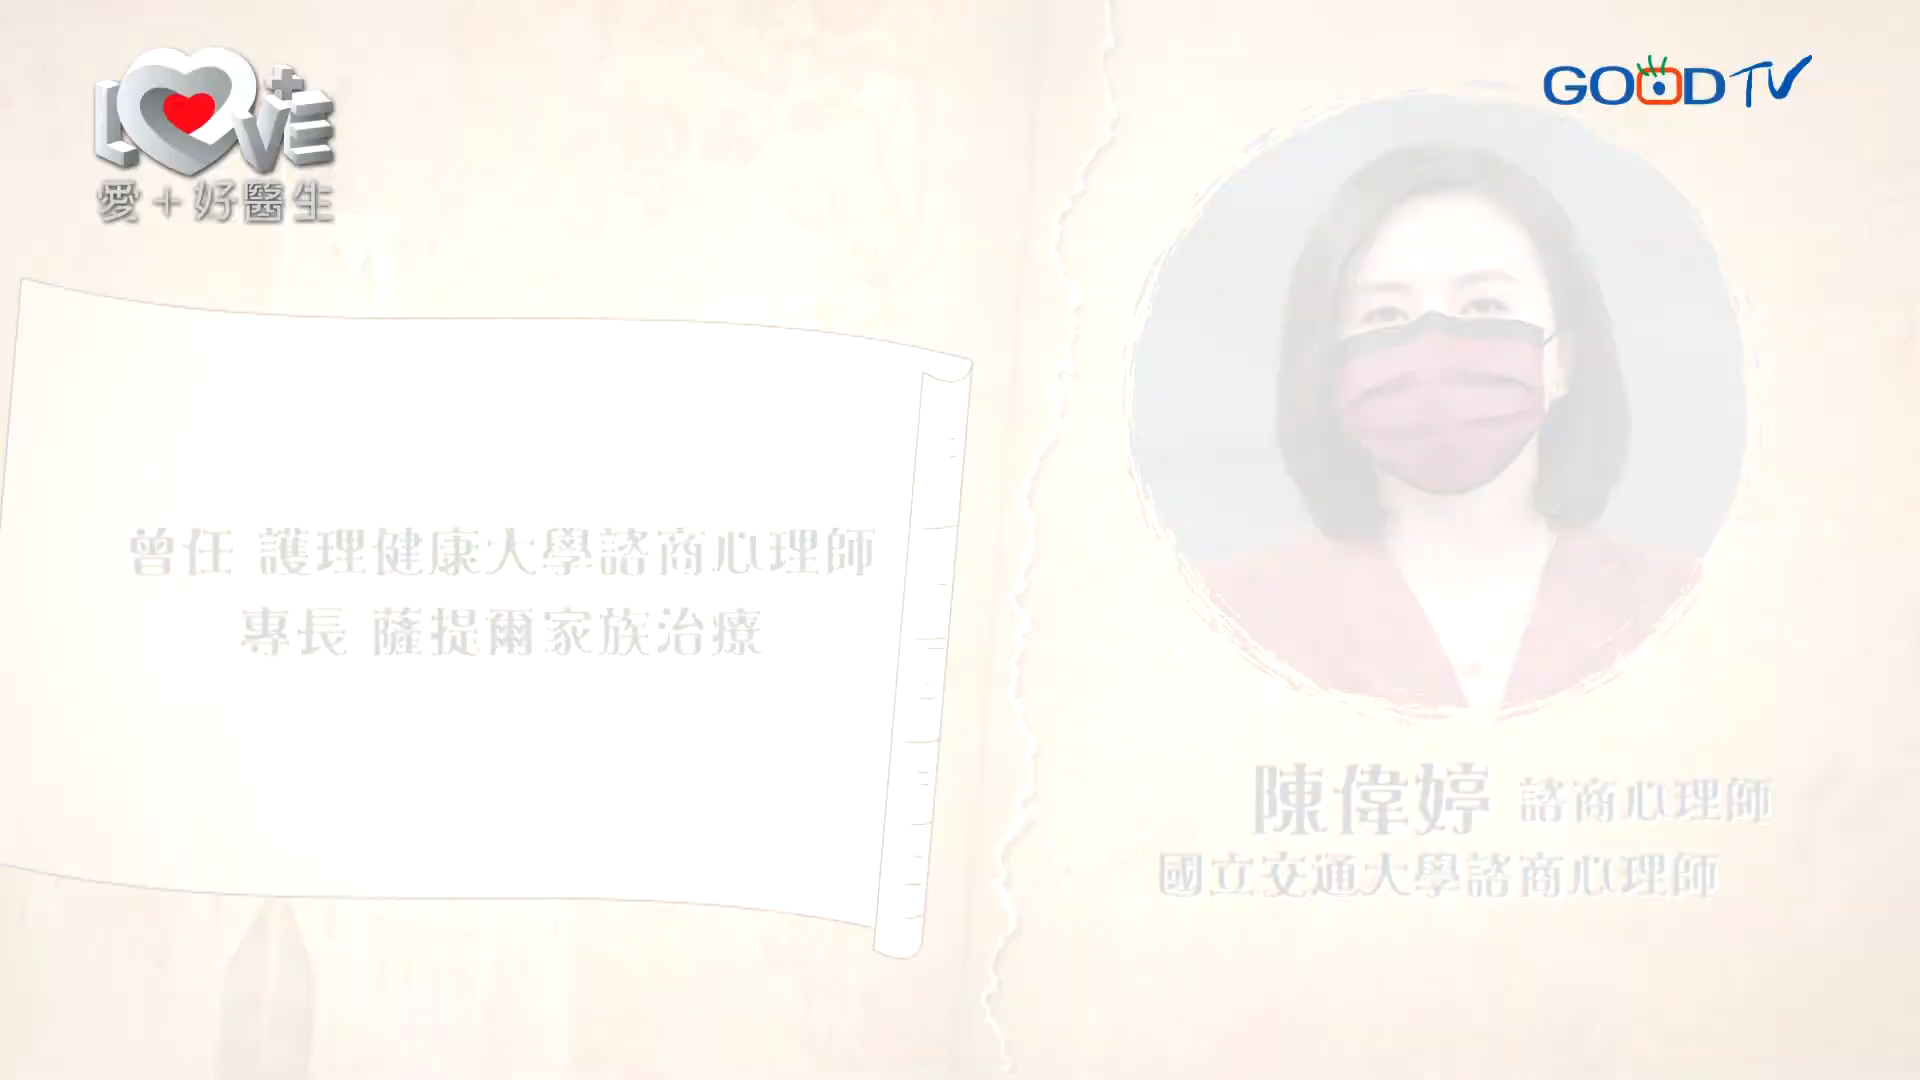 LOVE+
愛+好醫生
GOODTV
曾任 護理健康大學諮商心理師
專長 薩提爾家族治療
陳偉婷 諮商心理師
國立交通大學諮商心理師